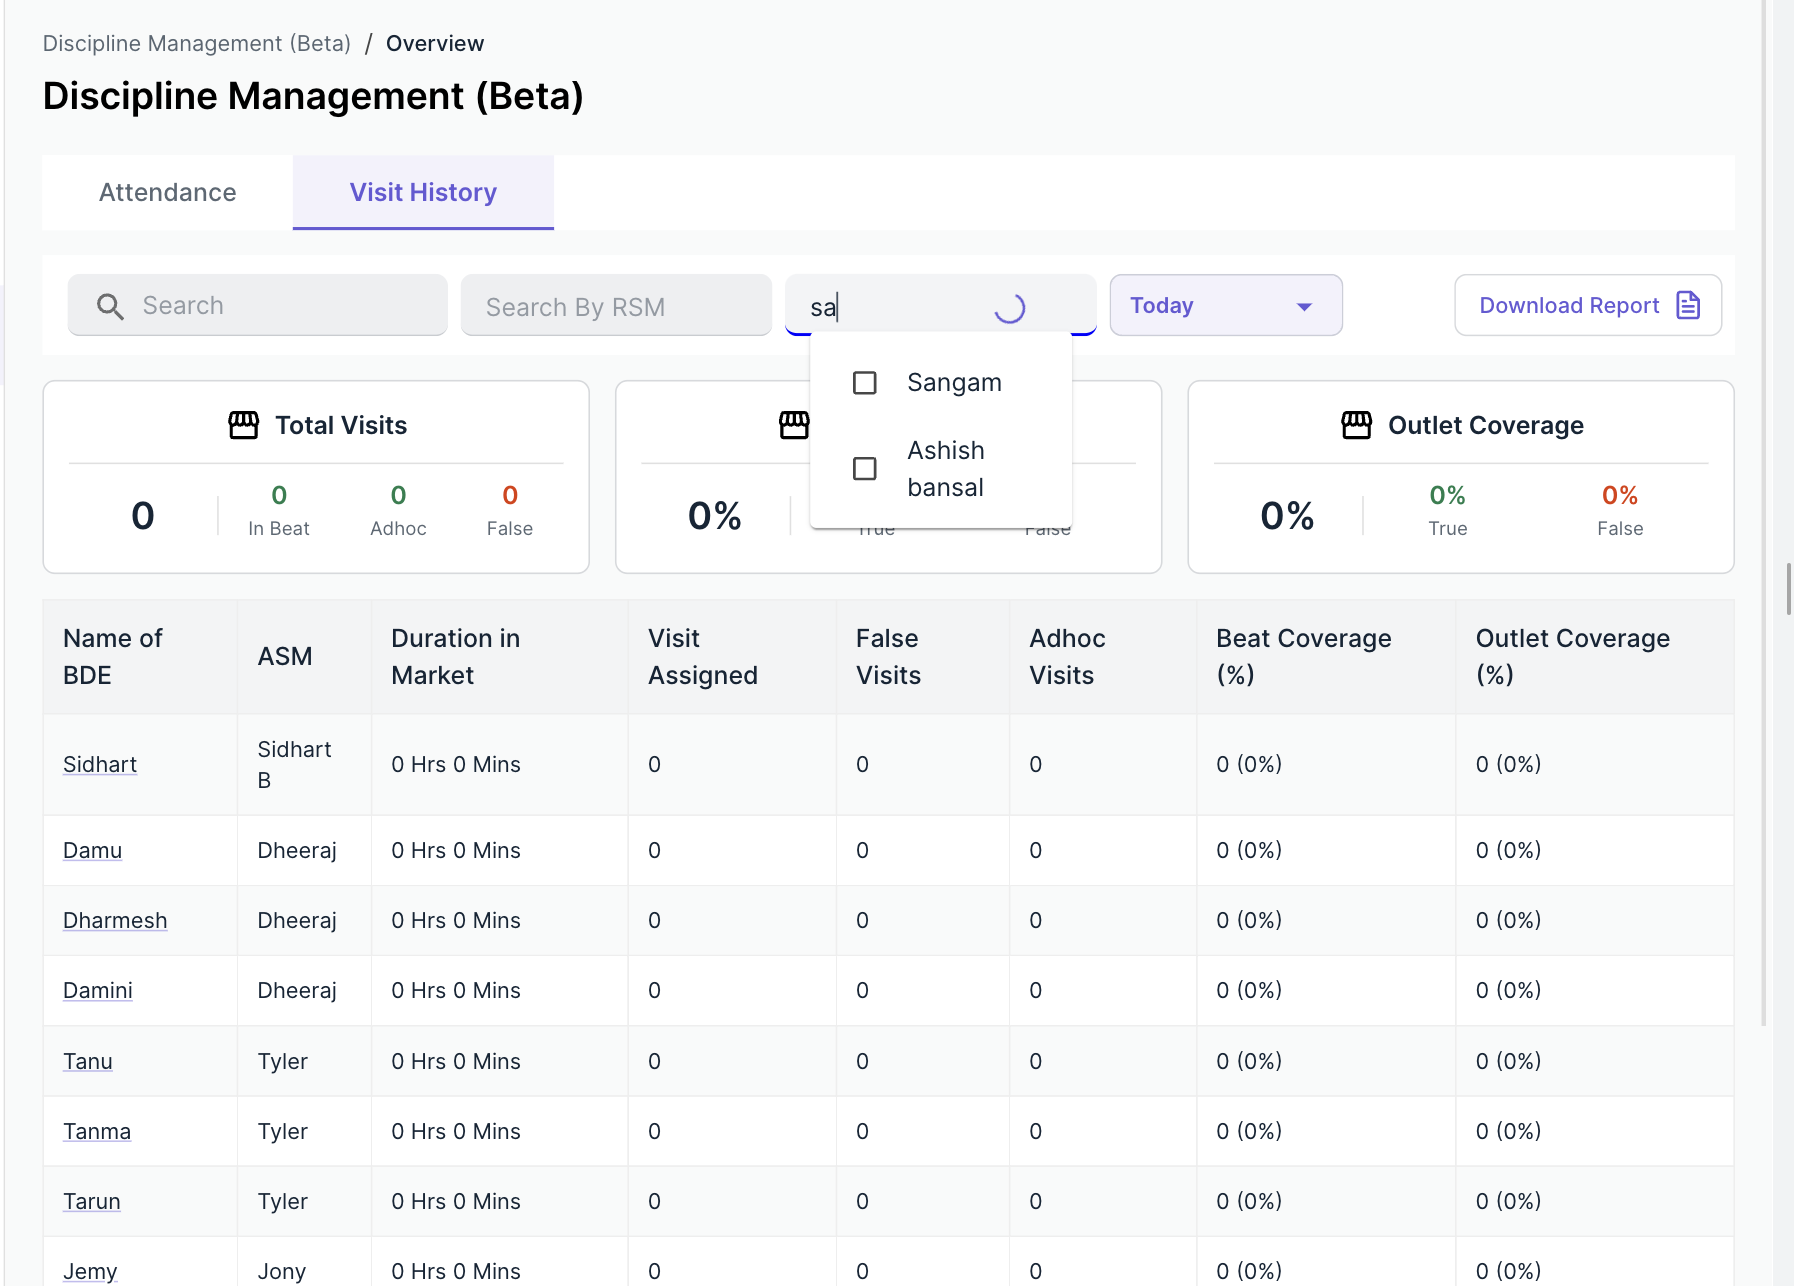 Discipline Management (Beta) / Overview
Discipline Management (Beta)
Attendance
Visit History
Search
Search By RSM
sa
Today
Download Report
Sangam
Ashish
bansal
Total Visits
0
0
In Beat
0
Adhoc
0
False
0%
True
False
Outlet Coverage
0%
0%
True
0%
False
Name of
BDE
ASM
Duration in
Market
Visit
Assigned
False
Visits
Adhoc
Visits
Beat Coverage
(%)
Outlet Coverage
(%)
Sidhart
Sidhart
B
0 Hrs 0 Mins
0
0
0
0 (0%)
0 (0%)
Damu
Dheeraj
0 Hrs 0 Mins
0
0
0
0 (0%)
0 (0%)
Dharmesh
Dheeraj
0 Hrs 0 Mins
0
0
0
0 (0%)
0 (0%)
Damini
Dheeraj
0 Hrs 0 Mins
0
0
0
0 (0%)
0 (0%)
Tanu
Tyler
0 Hrs 0 Mins
0
0
0
0 (0%)
0 (0%)
Tanma
Tyler
0 Hrs 0 Mins
0
0
0
0 (0%)
0 (0%)
Tarun
Tyler
0 Hrs 0 Mins
0
0
0
0 (0%)
0 (0%)
Jemy
Jony
0 Hrs 0 Mins
0
0
0
0 (0%)
0 (0%)